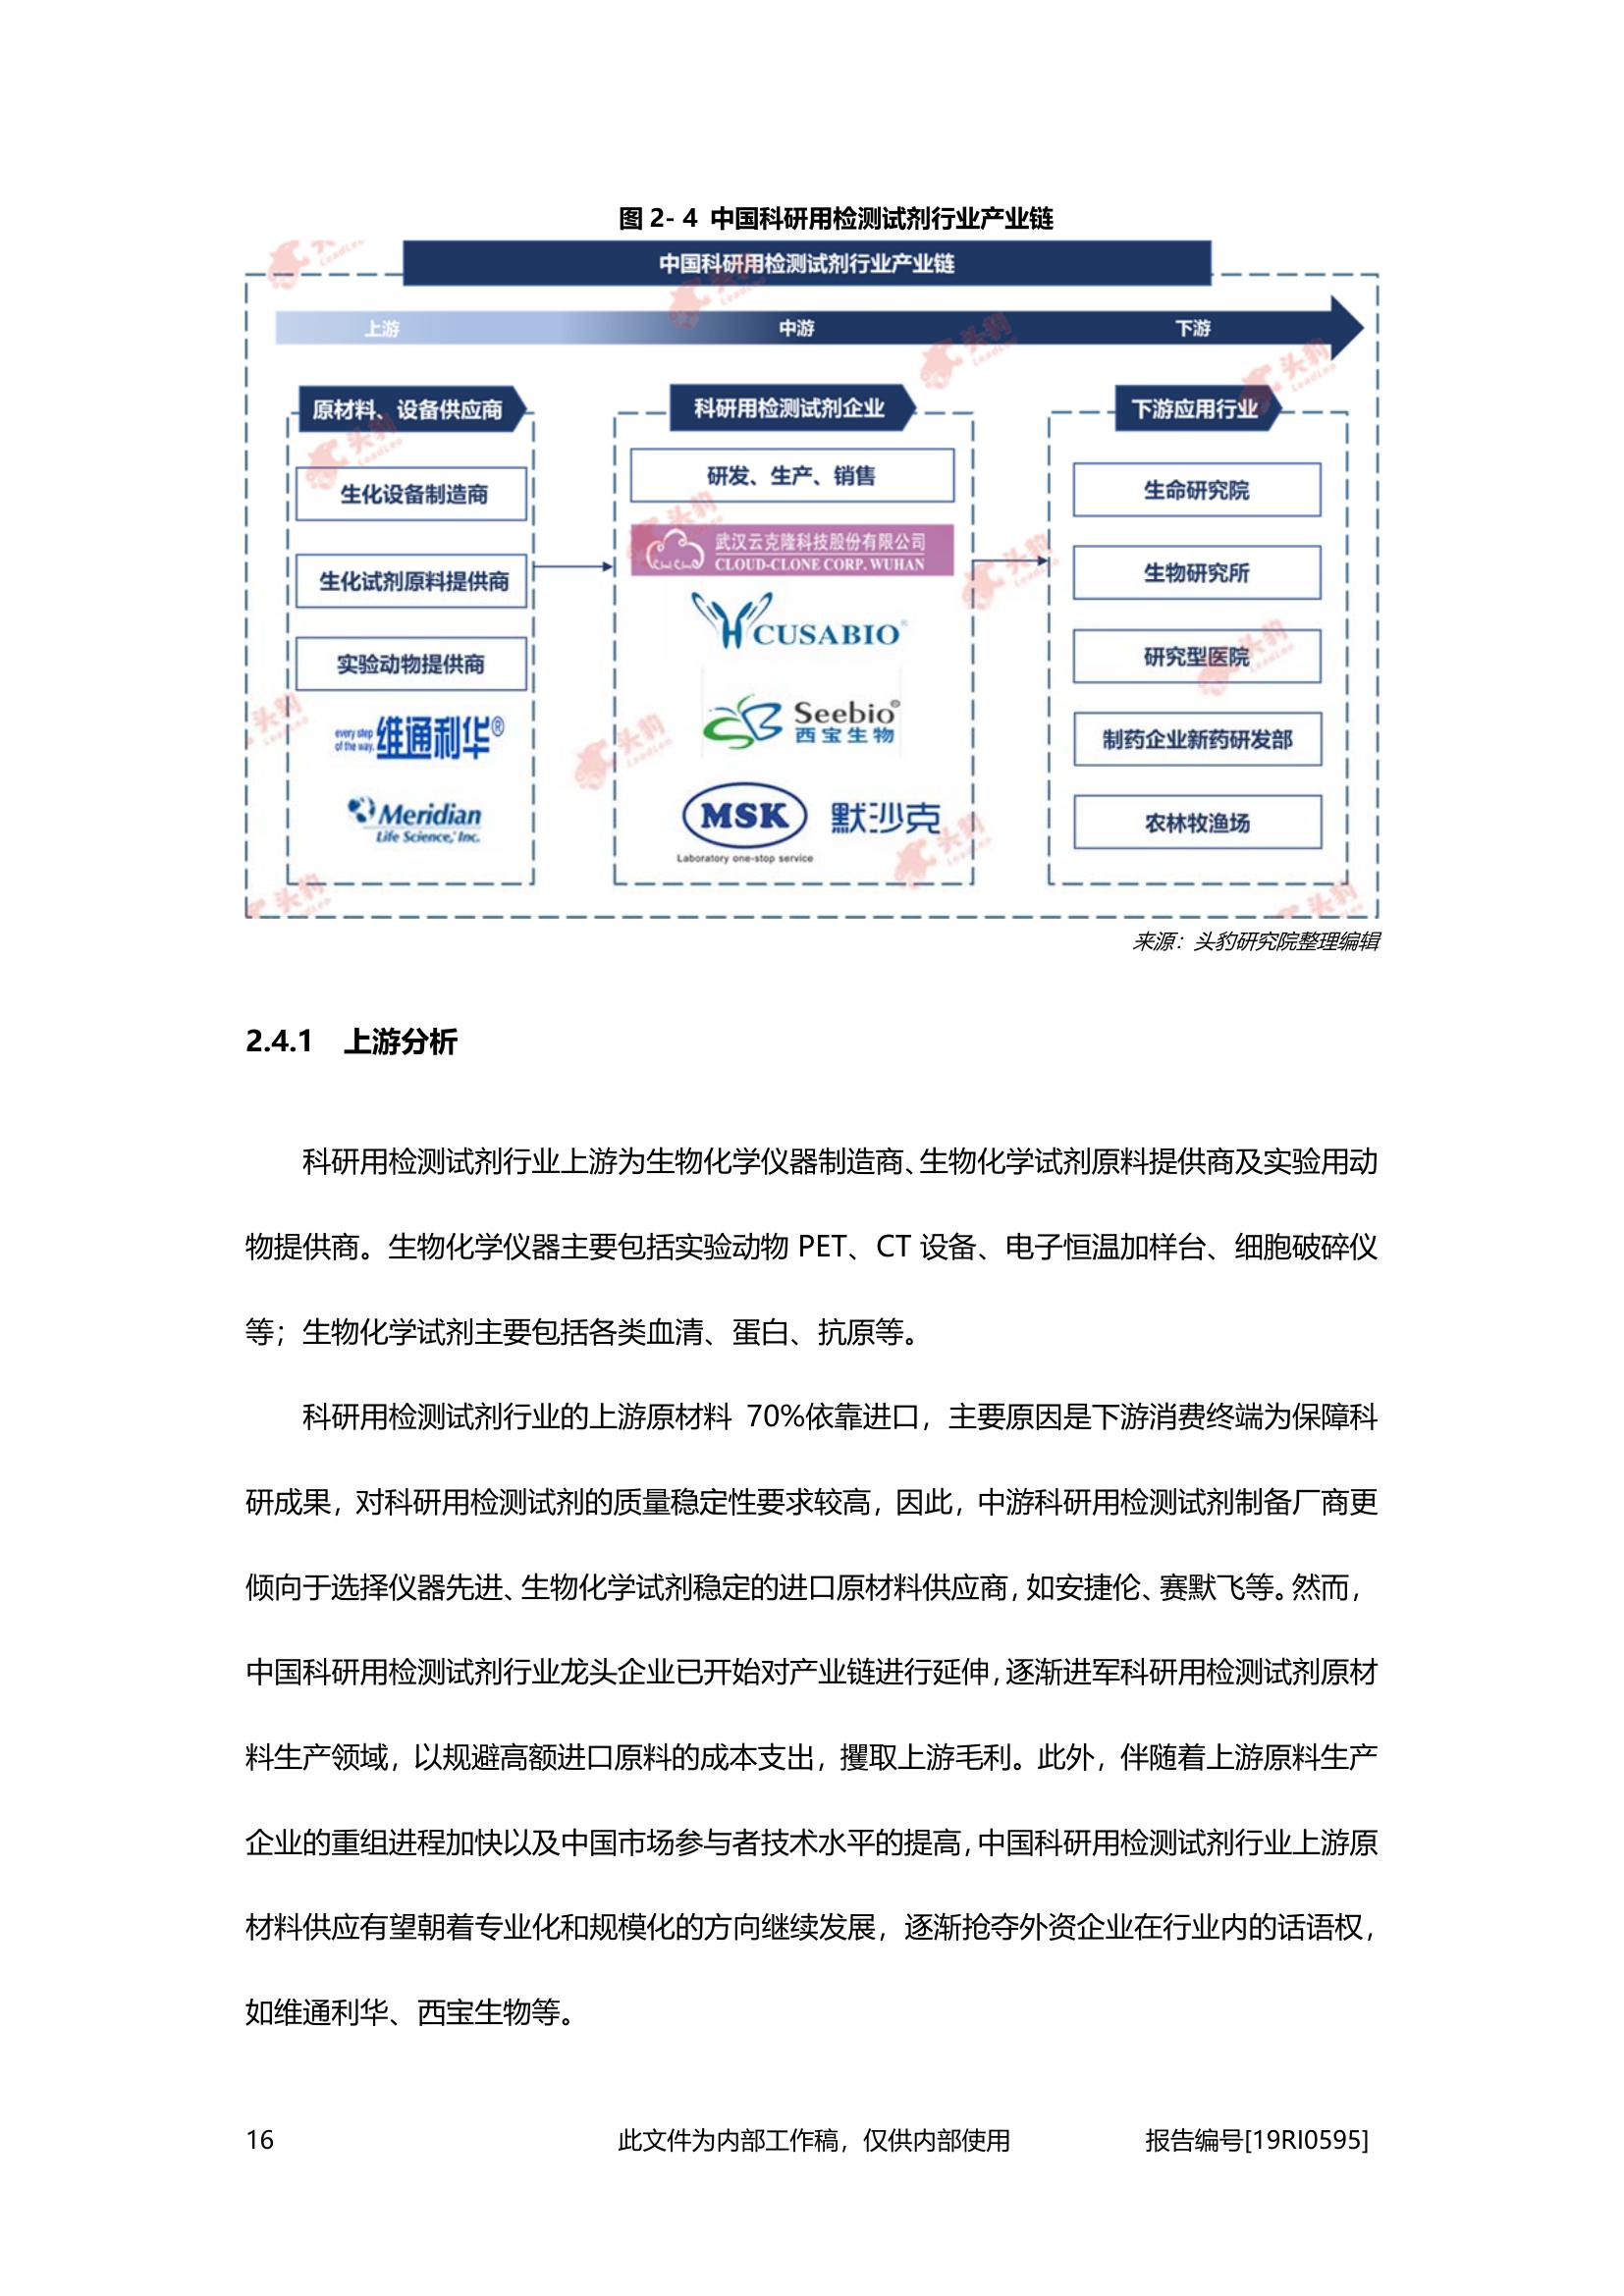 图 2- 4 中国科研用检测试剂行业产业链
中国科研用检测试剂行业产业链
上游
中游
下游
原材料、设备供应商
生化设备制造商
生化试剂原料提供商
实验动物提供商
every step
of the way.
维通利华®
Meridian
Life Science, Inc.
科研用检测试剂企业
研发、生产、销售
武汉云克隆科技股份有限公司
CLOUD-CLONE CORP. WUHAN
CUSABIO®
Seebio®
西宝生物
MSK 默沙克
Laboratory one-stop service
下游应用行业
生命研究院
生物研究所
研究型医院
制药企业新药研发部
农林牧渔场
头豹
LeadLeo
来源：头豹研究院整理编辑
2.4.1 上游分析
科研用检测试剂行业上游为生物化学仪器制造商、生物化学试剂原料提供商及实验用动
物提供商。生物化学仪器主要包括实验动物 PET、CT 设备、电子恒温加样台、细胞破碎仪
等；生物化学试剂主要包括各类血清、蛋白、抗原等。
科研用检测试剂行业的上游原材料 70%依靠进口，主要原因是下游消费终端为保障科
研成果，对科研用检测试剂的质量稳定性要求较高，因此，中游科研用检测试剂制备厂商更
倾向于选择仪器先进、生物化学试剂稳定的进口原材料供应商，如安捷伦、赛默飞等。然而，
中国科研用检测试剂行业龙头企业已开始对产业链进行延伸，逐渐进军科研用检测试剂原材
料生产领域，以规避高额进口原料的成本支出，攫取上游毛利。此外，伴随着上游原料生产
企业的重组进程加快以及中国市场参与者技术水平的提高，中国科研用检测试剂行业上游原
材料供应有望朝着专业化和规模化的方向继续发展，逐渐抢夺外资企业在行业内的话语权，
如维通利华、西宝生物等。
16 此文件为内部工作稿，仅供内部使用 报告编号[19RI0595]